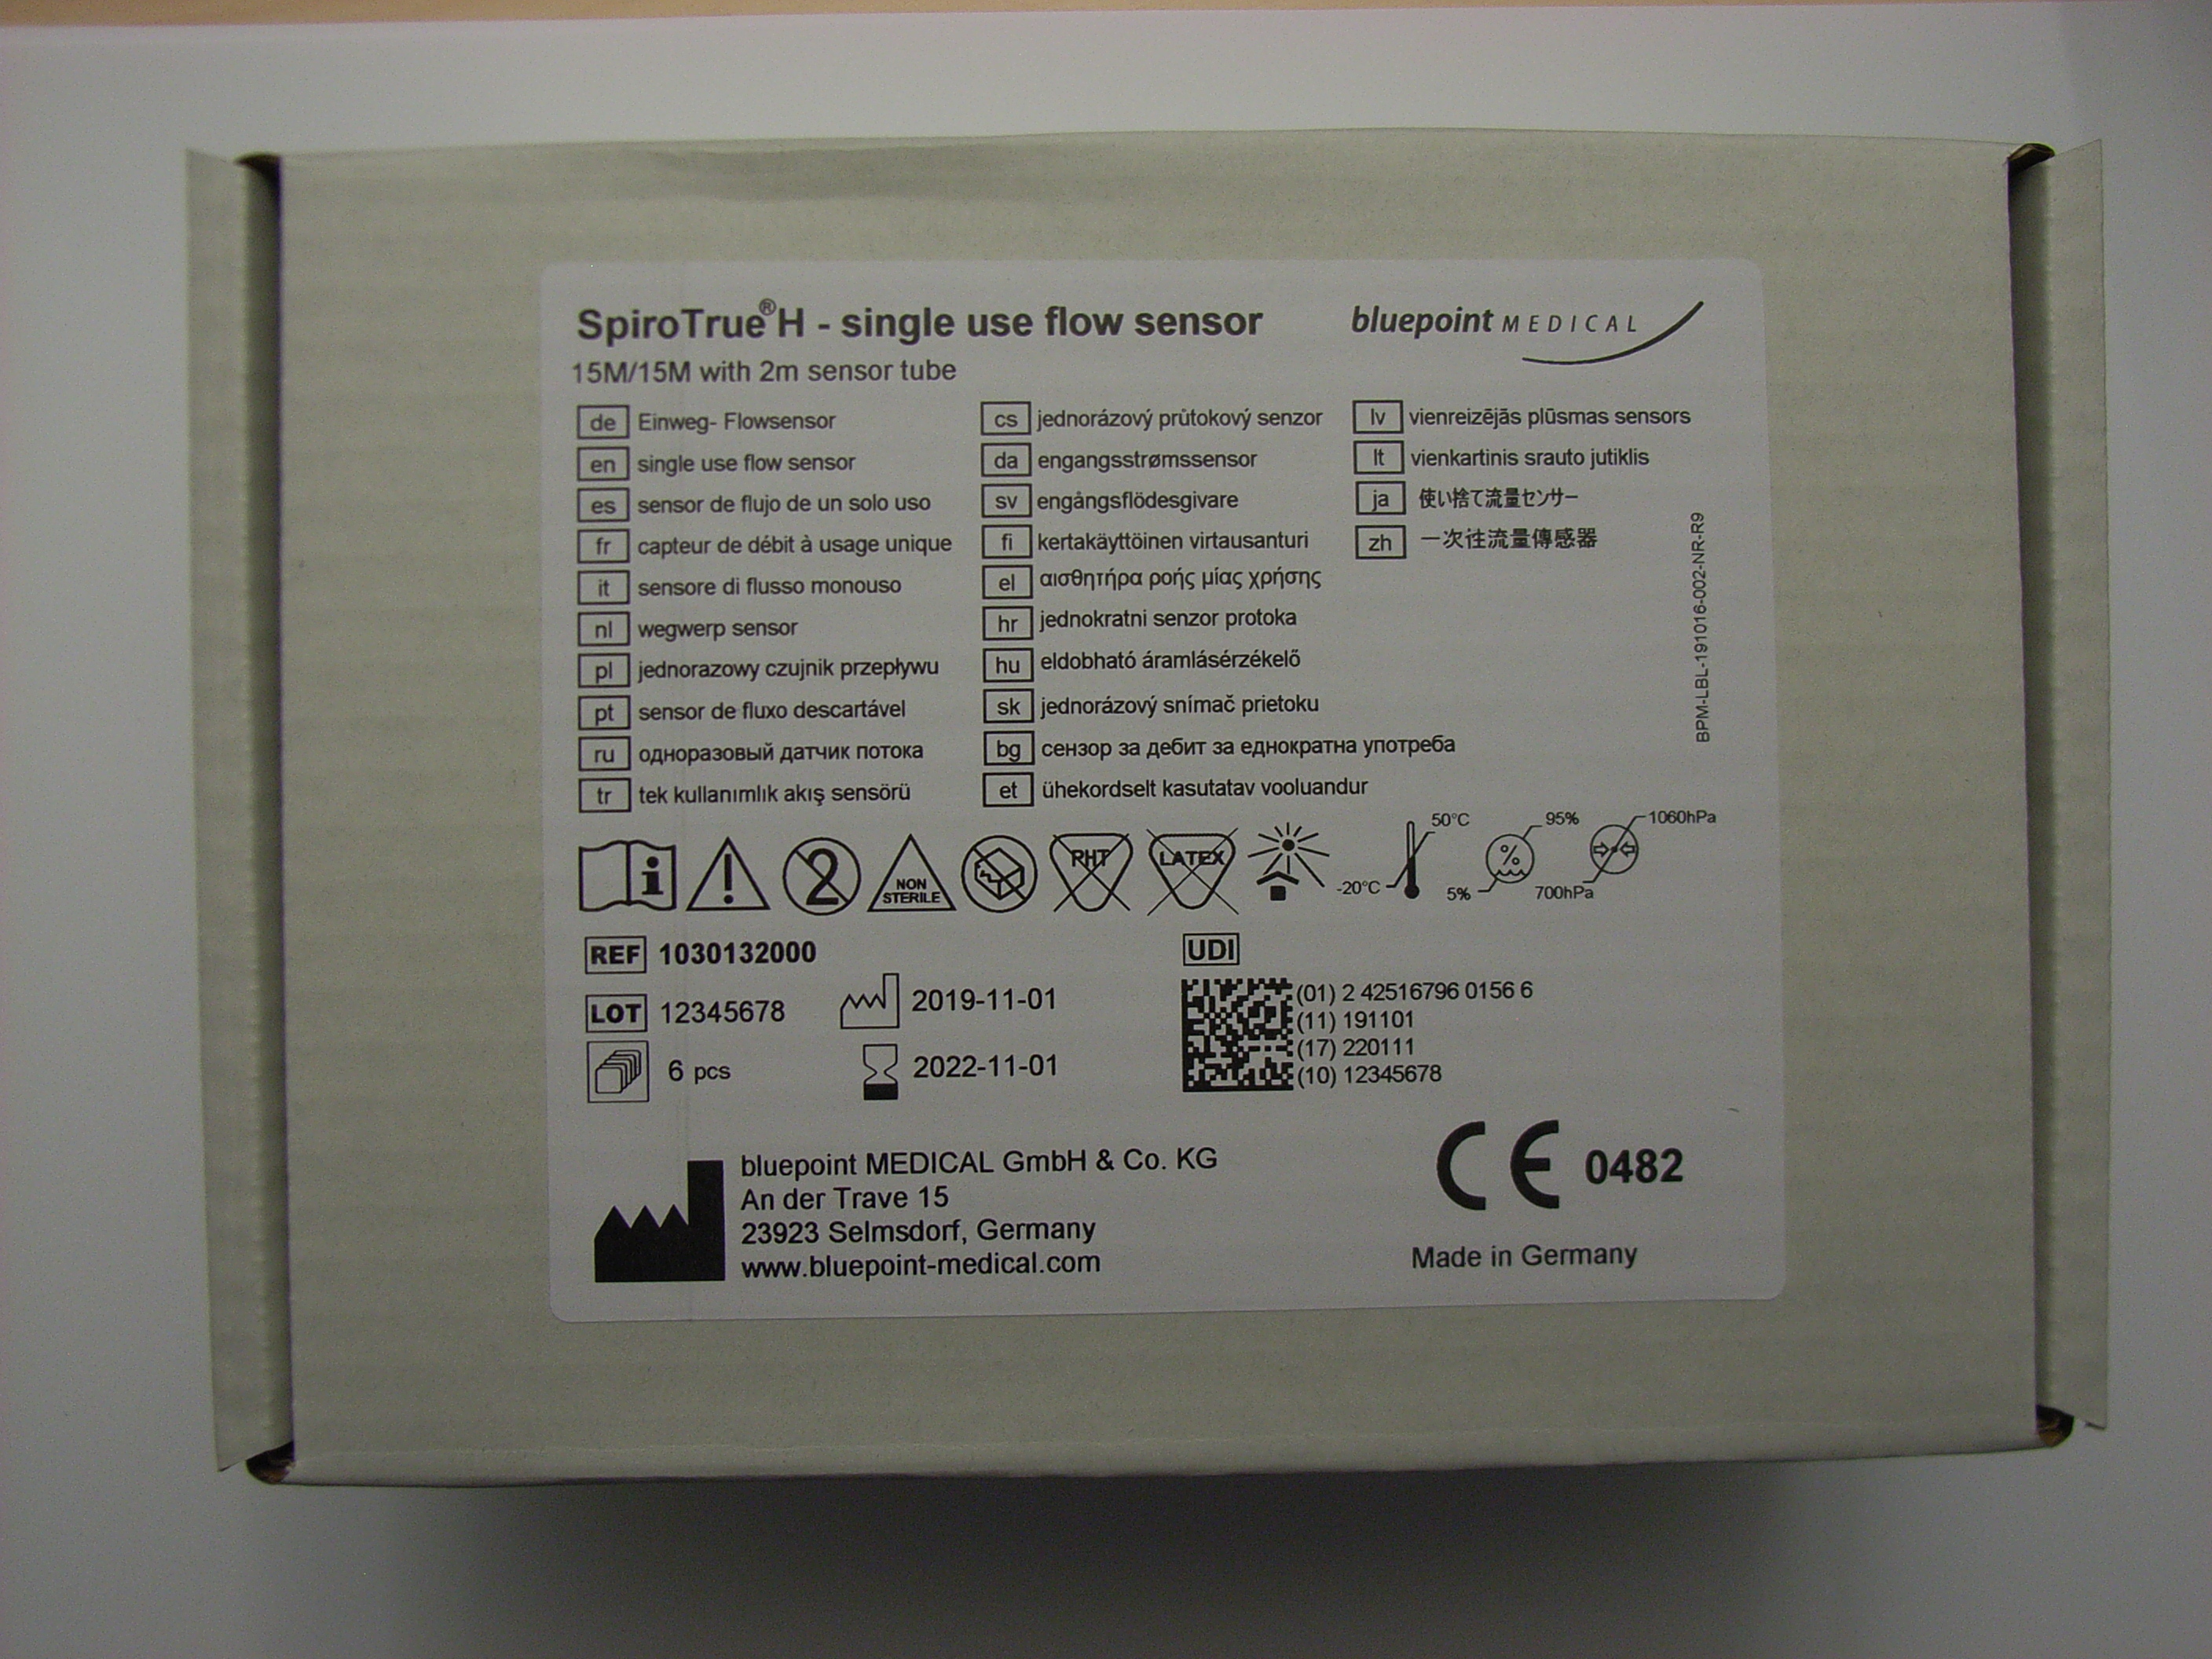 SpiroTrue®H - single use flow sensor
bluepoint MEDICAL
15M/15M with 2m sensor tube
de Einweg- Flowsensor
en single use flow sensor
es sensor de flujo de un solo uso
fr capteur de débit à usage unique
it sensore di flusso monouso
nl wegwerp sensor
pl jednorazowy czujnik przepływu
pt sensor de fluxo descartável
ru одноразовый датчик потока
tr tek kullanımlık akış sensörü
cs jednorázový průtokový senzor
da engangsstrømssensor
sv engångsflödesgivare
fi kertakäyttöinen virtausanturi
el αισθητήρα ροής μίας χρήσης
hr jednokratni senzor protoka
hu eldobható áramlásérzékelő
sk jednorázový snímač prietoku
bg сензор за дебит за еднократна употреба
et ühekordselt kasutatav vooluandur
lv vienreizējās plūsmas sensors
lt vienkartinis srauto jutiklis
ja 使い捨て流量センサー
zh 一次性流量傳感器
BPM-LBL-191016-002-NR-R9
i
!
2
NON
STERILE
PHT
LATEX
-20°C 50°C
5% % 95%
700hPa 1060hPa
REF 1030132000
LOT 12345678
2019-11-01
6 pcs
2022-11-01
UDI
(01) 2 42516796 0156 6
(11) 191101
(17) 220111
(10) 12345678
bluepoint MEDICAL GmbH & Co. KG
An der Trave 15
23923 Selmsdorf, Germany
www.bluepoint-medical.com
CE 0482
Made in Germany